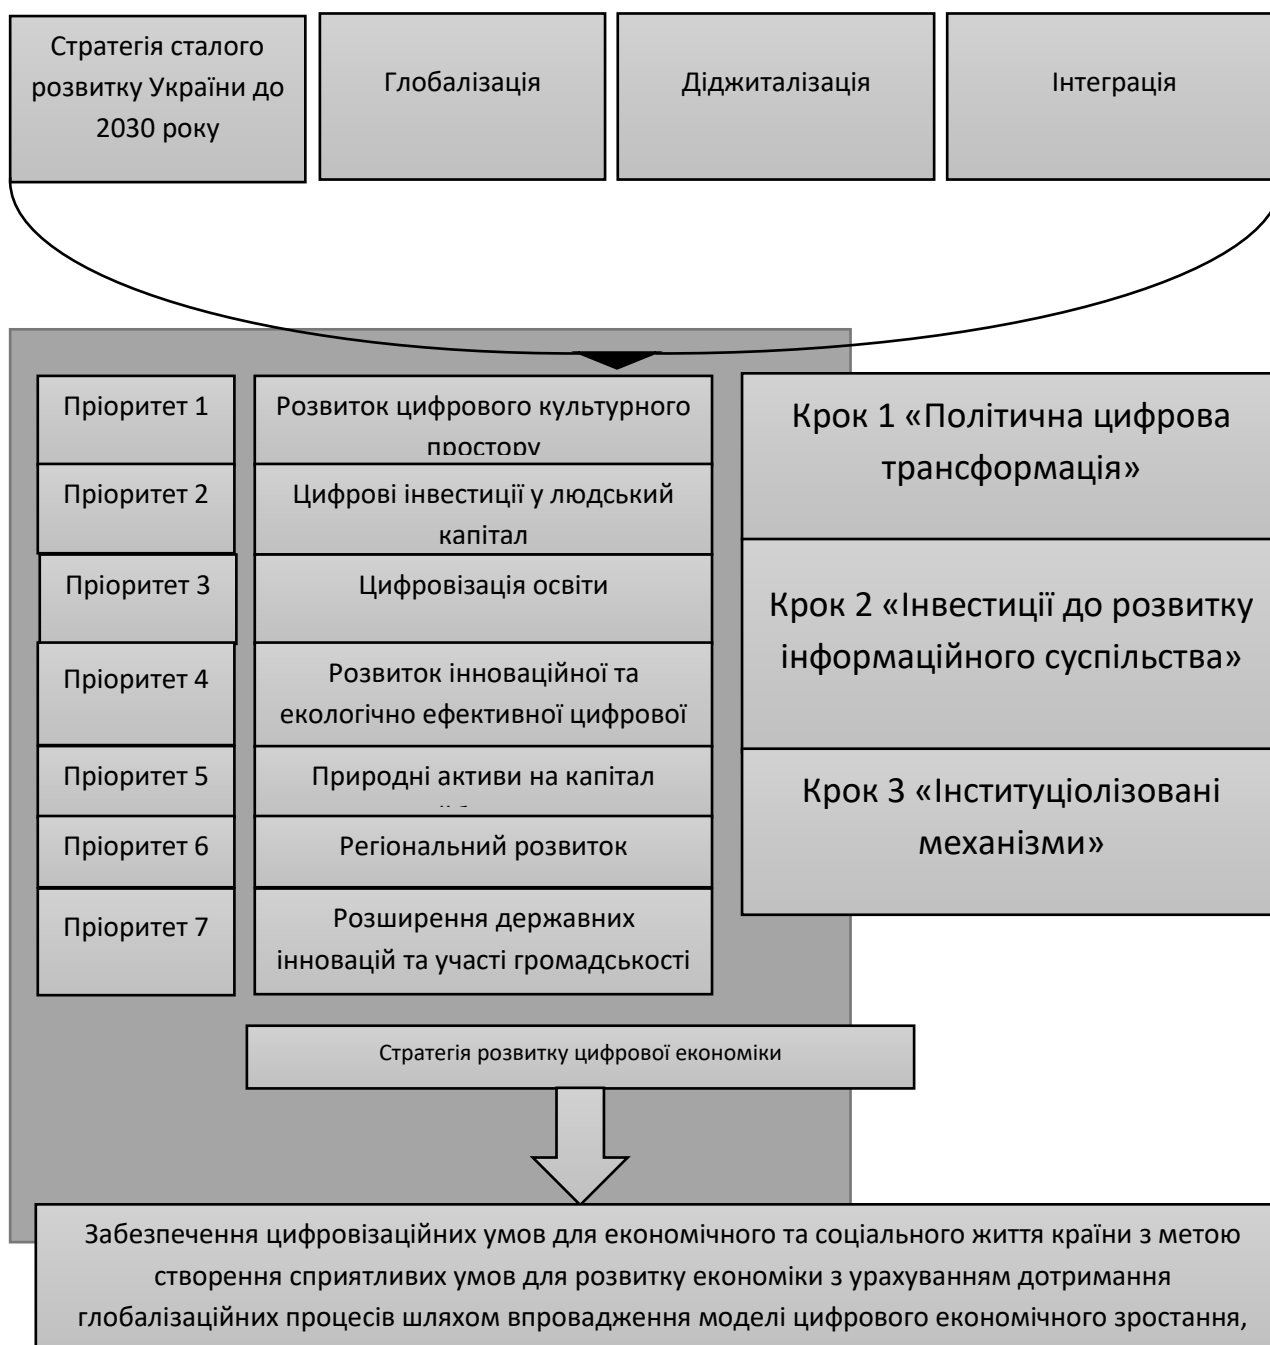 Стратегія сталого
розвитку України до
2030 року
Глобалізація
Діджиталізація
Інтеграція
Пріоритет 1
Розвиток цифрового культурного
простору
Пріоритет 2
Цифрові інвестиції у людський
капітал
Пріоритет 3
Цифровізація освіти
Пріоритет 4
Розвиток інноваційної та
екологічно ефективної цифрової
Пріоритет 5
Природні активи на капітал
Пріоритет 6
Регіональний розвиток
Пріоритет 7
Розширення державних
інновацій та участі громадськості
Крок 1 «Політична цифрова
трансформація»
Крок 2 «Інвестиції до розвитку
інформаційного суспільства»
Крок 3 «Інституціолізовані
механізми»
Стратегія розвитку цифрової економіки
Забезпечення цифровізаційних умов для економічного та соціального життя країни з метою
створення сприятливих умов для розвитку економіки з урахуванням дотримання
глобалізаційних процесів шляхом впровадження моделі цифрового економічного зростання,